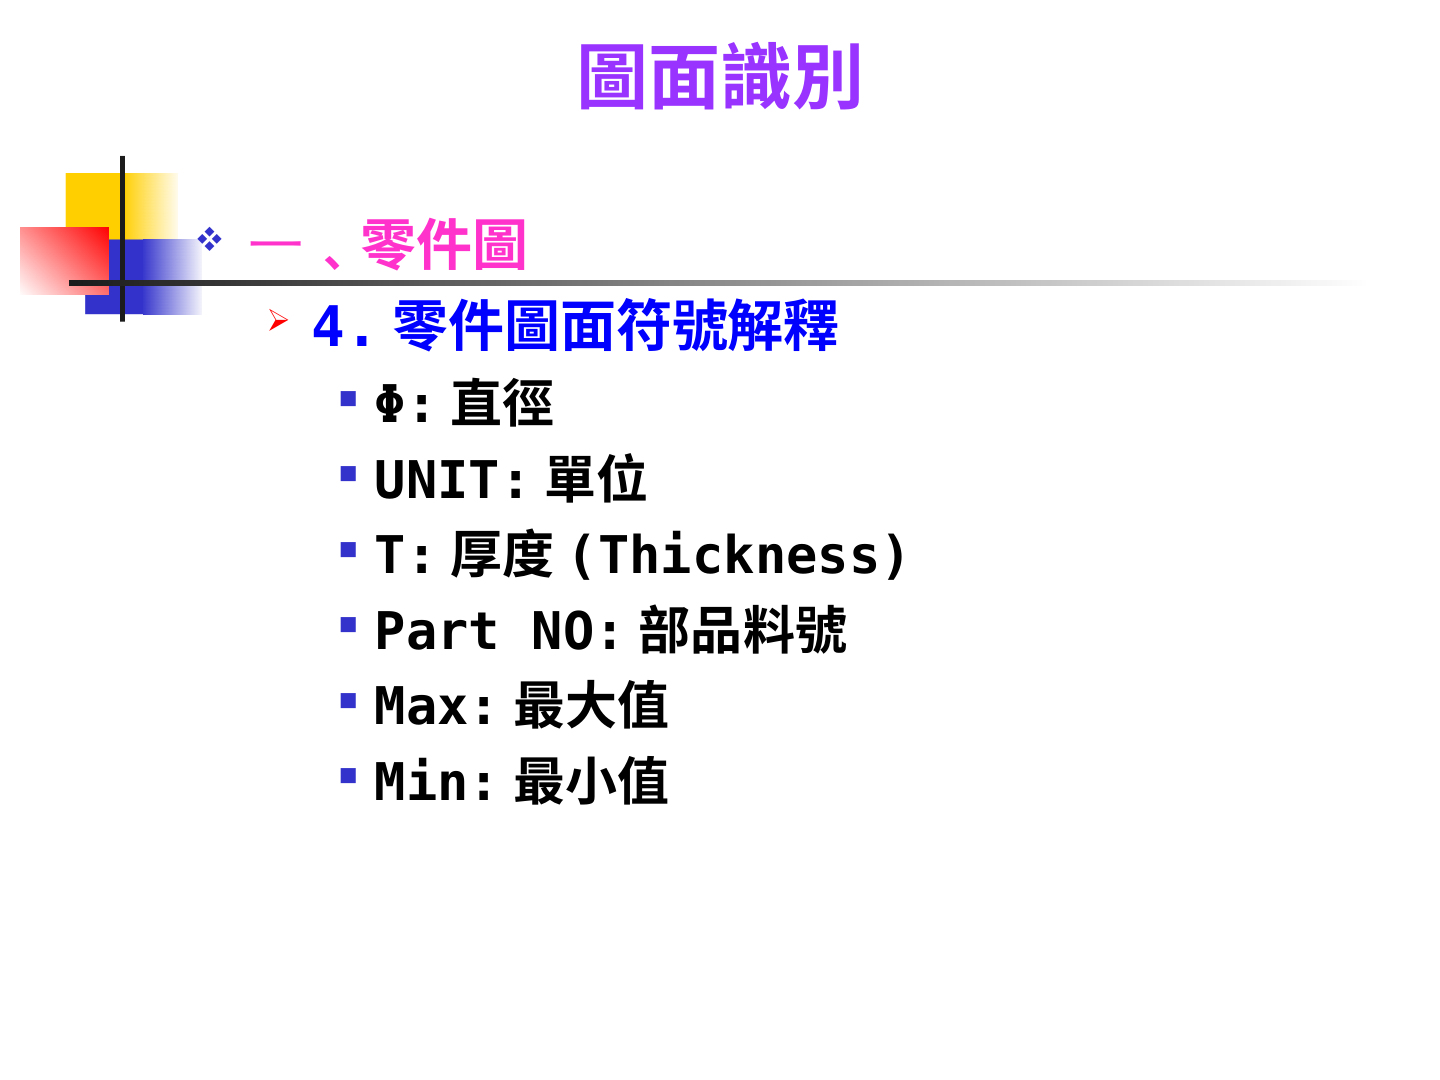 圖面識別
一﹑零件圖
4.零件圖面符號解釋
Φ:直徑
UNIT:單位
T:厚度(Thickness)
Part NO:部品料號
Max:最大值
Min:最小值